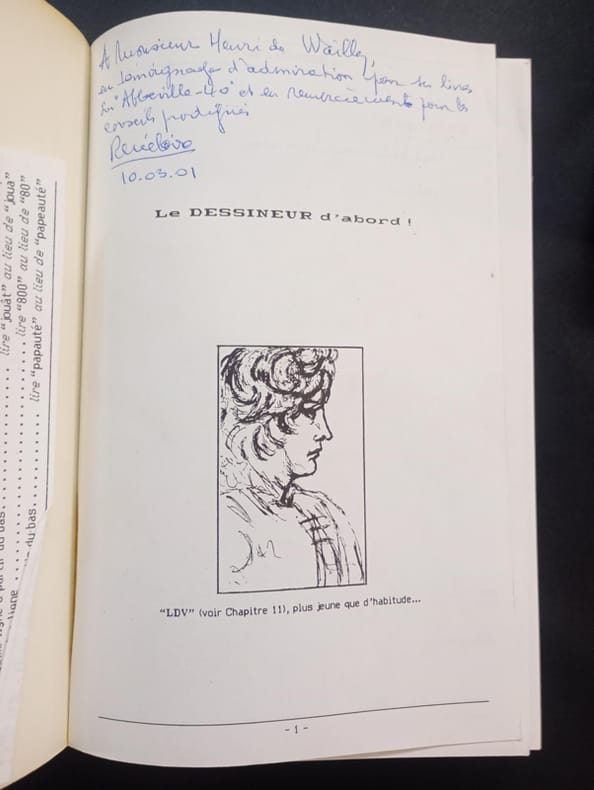 A Monsieur Henri de Wailly,
en témoignage d'admiration pour ses livres
sur "Abbeville-40" et en remerciements pour les
conseils prodigués
10.03.01
Le DESSINEUR d'abord !
"LDV" (voir Chapitre 11), plus jeune que d'habitude...
- 1 -
lire "jouât" au lieu de "joua"
lire "800" au lieu de "80"
lire "papauté" au lieu de "papeauté"